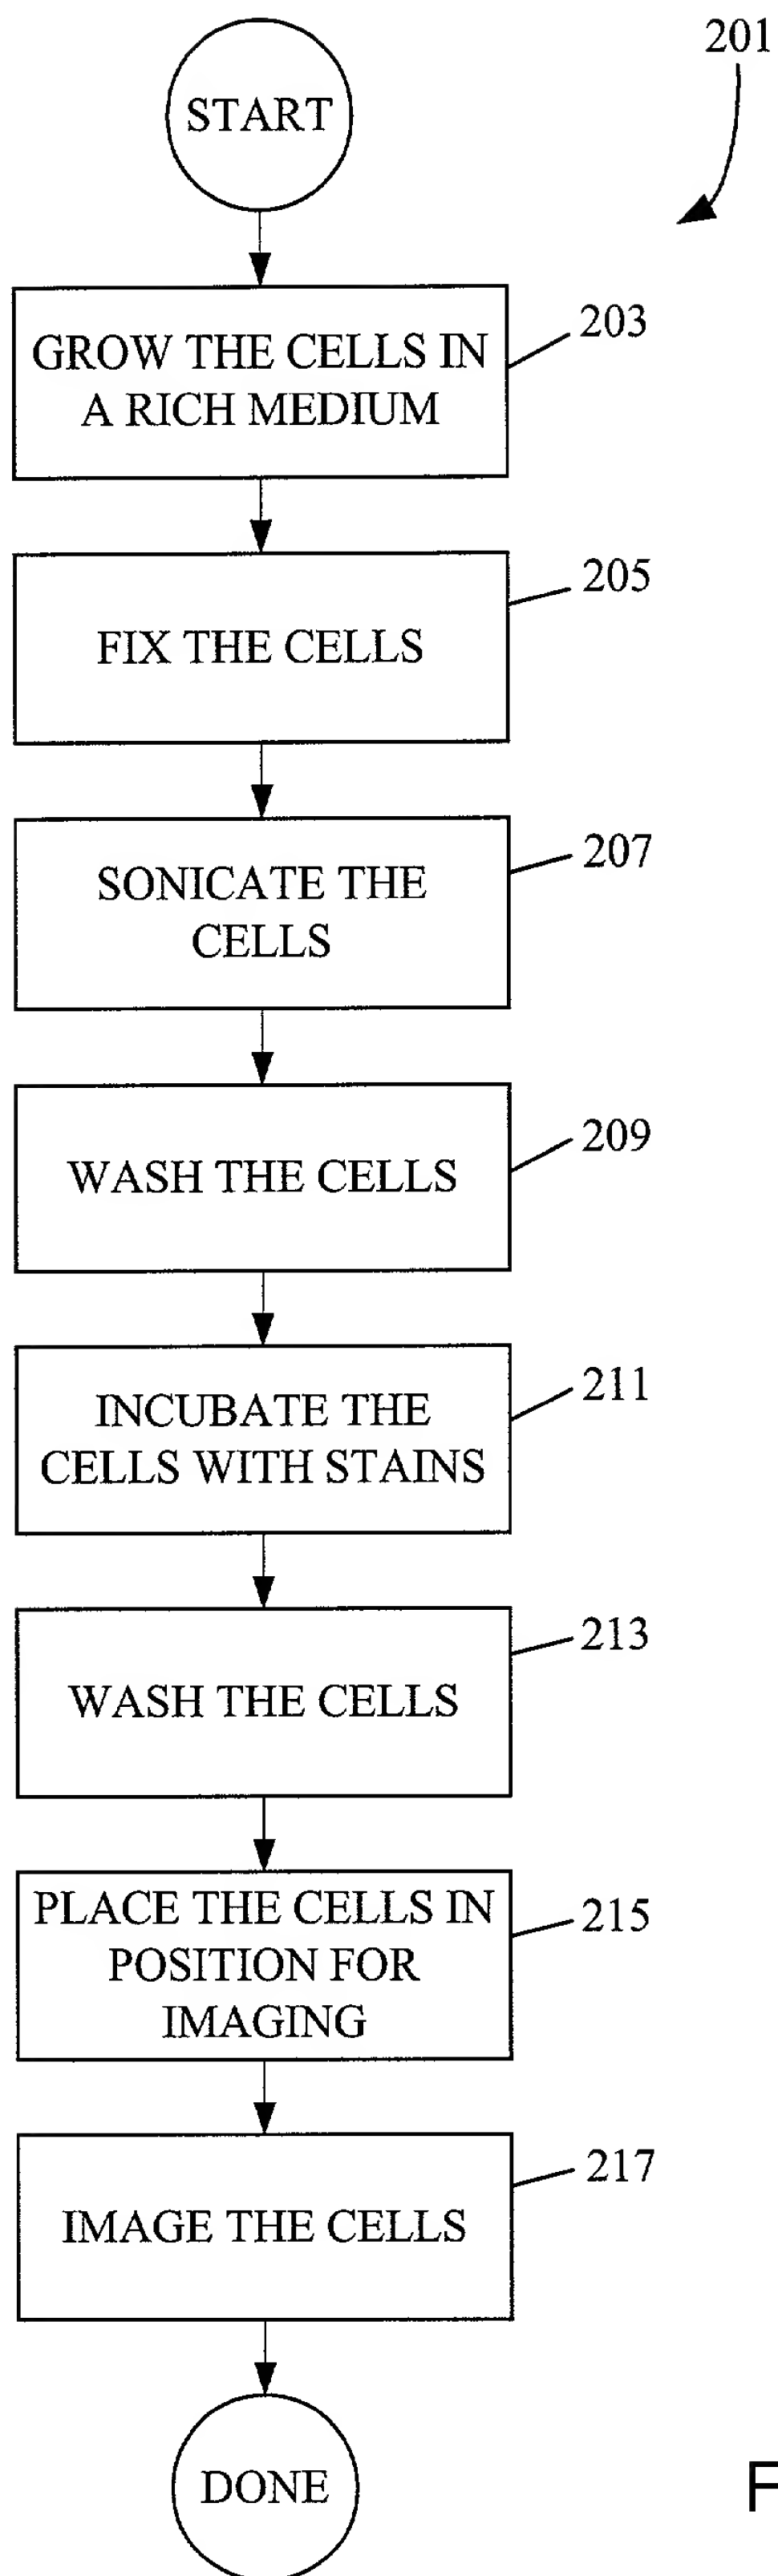 201
START
GROW THE CELLS IN
A RICH MEDIUM
203
FIX THE CELLS
205
SONICATE THE
CELLS
207
WASH THE CELLS
209
INCUBATE THE
CELLS WITH STAINS
211
WASH THE CELLS
213
PLACE THE CELLS IN
POSITION FOR
IMAGING
215
IMAGE THE CELLS
217
DONE
F